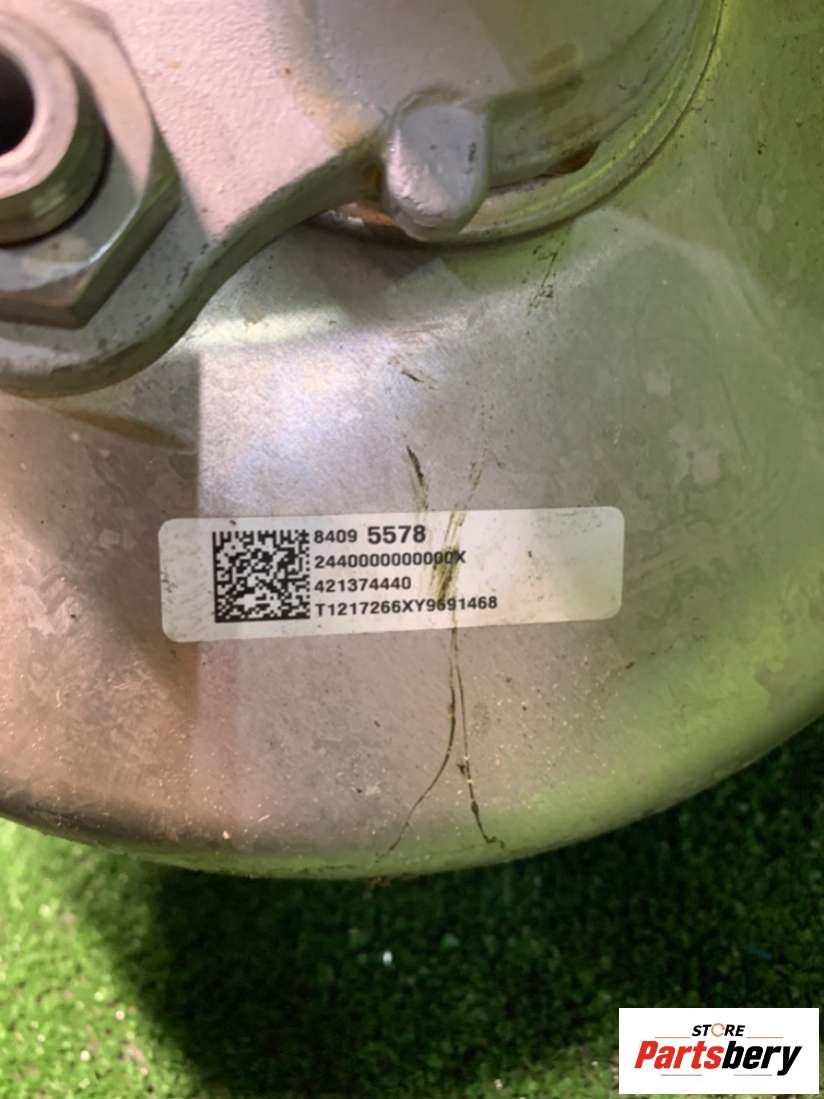 8409 5578
2440000000000X
421374440
T1217266XY9691468
STORE
Partsbery